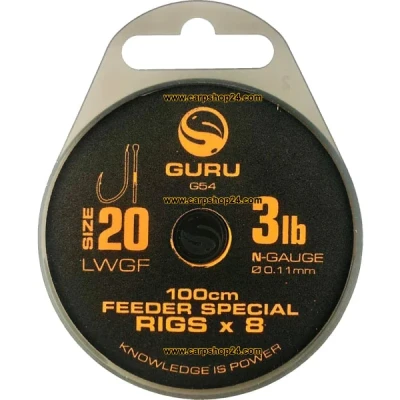 www.carpshop24.com
GURU
G54
SIZE 20
LWGF
www.carpshop24.com
3lb
N-GAUGE
Ø 0.11mm
100cm
FEEDER SPECIAL
RIGS x 8
www.carpshop24.com
KNOWLEDGE IS POWER